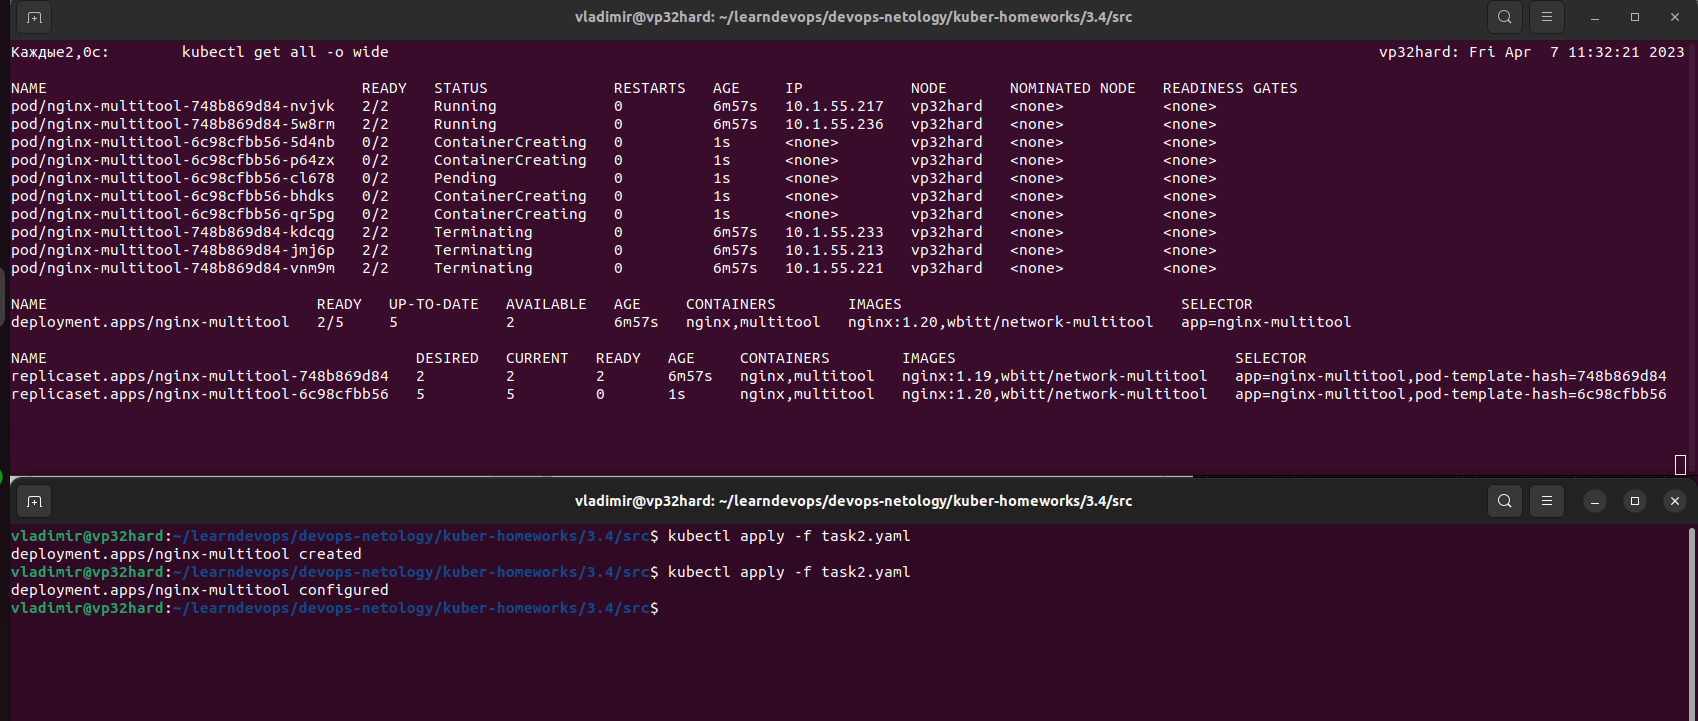 vladimir@vp32hard: ~/learndevops/devops-netology/kuber-homeworks/3.4/src
Каждые2,0с: kubectl get all -o wide vp32hard: Fri Apr 7 11:32:21 2023
NAME READY STATUS RESTARTS AGE IP NODE NOMINATED NODE READINESS GATES
pod/nginx-multitool-748b869d84-nvjvk 2/2 Running 0 6m57s 10.1.55.217 vp32hard <none> <none>
pod/nginx-multitool-748b869d84-5w8rm 2/2 Running 0 6m57s 10.1.55.236 vp32hard <none> <none>
pod/nginx-multitool-6c98cfbb56-5d4nb 0/2 ContainerCreating 0 1s <none> vp32hard <none> <none>
pod/nginx-multitool-6c98cfbb56-p64zx 0/2 ContainerCreating 0 1s <none> vp32hard <none> <none>
pod/nginx-multitool-6c98cfbb56-cl678 0/2 Pending 0 1s <none> vp32hard <none> <none>
pod/nginx-multitool-6c98cfbb56-bhdks 0/2 ContainerCreating 0 1s <none> vp32hard <none> <none>
pod/nginx-multitool-6c98cfbb56-qr5pg 0/2 ContainerCreating 0 1s <none> vp32hard <none> <none>
pod/nginx-multitool-748b869d84-kdcqg 2/2 Terminating 0 6m57s 10.1.55.233 vp32hard <none> <none>
pod/nginx-multitool-748b869d84-jmj6p 2/2 Terminating 0 6m57s 10.1.55.213 vp32hard <none> <none>
pod/nginx-multitool-748b869d84-vnm9m 2/2 Terminating 0 6m57s 10.1.55.221 vp32hard <none> <none>
NAME READY UP-TO-DATE AVAILABLE AGE CONTAINERS IMAGES SELECTOR
deployment.apps/nginx-multitool 2/5 5 2 6m57s nginx,multitool nginx:1.20,wbitt/network-multitool app=nginx-multitool
NAME DESIRED CURRENT READY AGE CONTAINERS IMAGES SELECTOR
replicaset.apps/nginx-multitool-748b869d84 2 2 2 6m57s nginx,multitool nginx:1.19,wbitt/network-multitool app=nginx-multitool,pod-template-hash=748b869d84
replicaset.apps/nginx-multitool-6c98cfbb56 5 5 0 1s nginx,multitool nginx:1.20,wbitt/network-multitool app=nginx-multitool,pod-template-hash=6c98cfbb56
vladimir@vp32hard: ~/learndevops/devops-netology/kuber-homeworks/3.4/src
vladimir@vp32hard:~/learndevops/devops-netology/kuber-homeworks/3.4/src$ kubectl apply -f task2.yaml
deployment.apps/nginx-multitool created
vladimir@vp32hard:~/learndevops/devops-netology/kuber-homeworks/3.4/src$ kubectl apply -f task2.yaml
deployment.apps/nginx-multitool configured
vladimir@vp32hard:~/learndevops/devops-netology/kuber-homeworks/3.4/src$